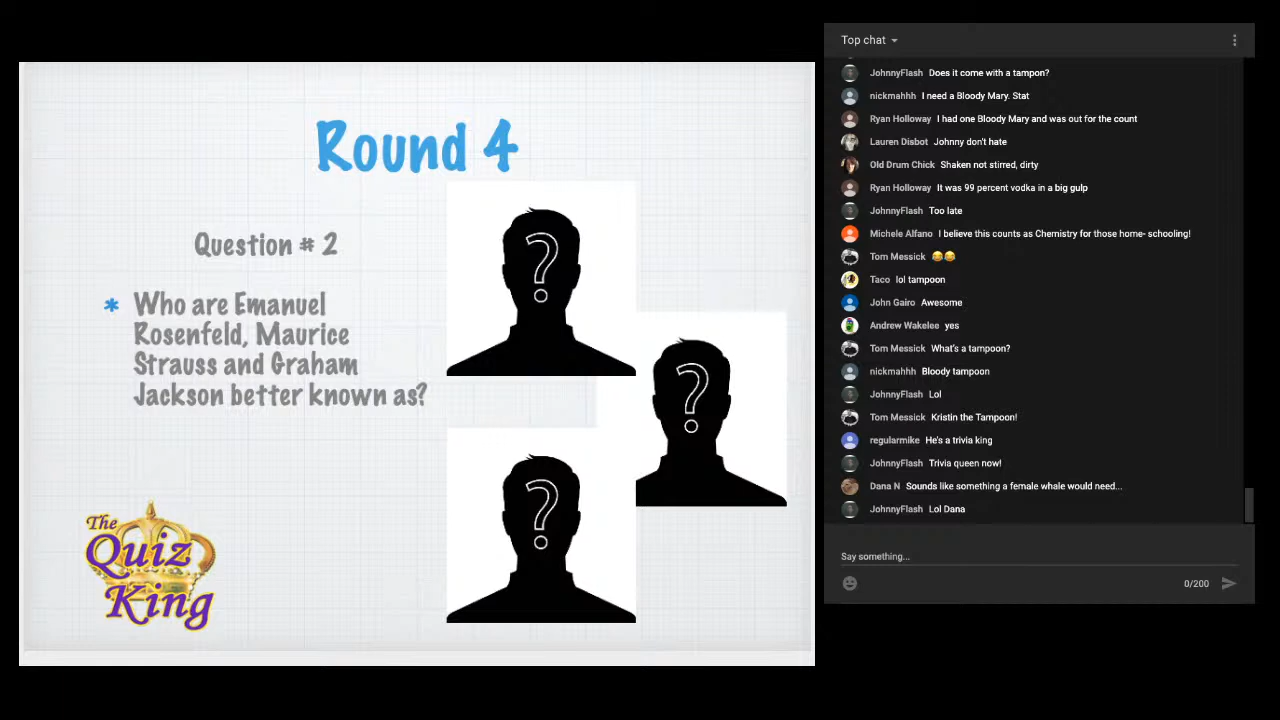 Round 4
Question # 2
* Who are Emanuel
Rosenfeld, Maurice
Strauss and Graham
Jackson better known as?
?
?
?
The
Quiz
King
Top chat
JohnnyFlash Does it come with a tampon?
nickmahhh I need a Bloody Mary. Stat
Ryan Holloway I had one Bloody Mary and was out for the count
Lauren Disbot Johnny don't hate
Old Drum Chick Shaken not stirred, dirty
Ryan Holloway It was 99 percent vodka in a big gulp
JohnnyFlash Too late
Michele Alfano I believe this counts as Chemistry for those home- schooling!
Tom Messick 😂😂
Taco lol tampoon
John Gairo Awesome
Andrew Wakelee yes
Tom Messick What's a tampoon?
nickmahhh Bloody tampoon
JohnnyFlash Lol
Tom Messick Kristin the Tampoon!
regularmike He's a trivia king
JohnnyFlash Trivia queen now!
Dana N Sounds like something a female whale would need...
JohnnyFlash Lol Dana
Say something...
0/200